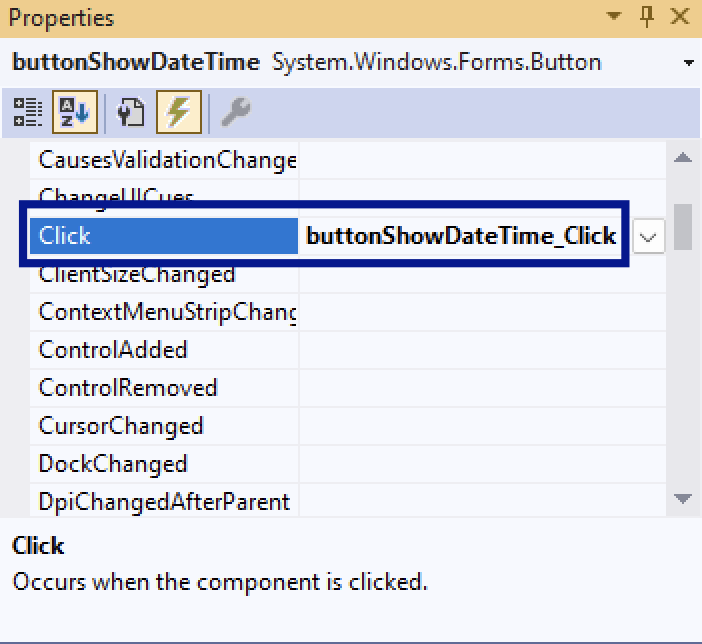 Properties
buttonShowDateTime System.Windows.Forms.Button
CausesValidationChange
ChangeUICues
Click buttonShowDateTime_Click
ClientSizeChanged
ContextMenuStripChang
ControlAdded
ControlRemoved
CursorChanged
DockChanged
DpiChangedAfterParent
Click
Occurs when the component is clicked.